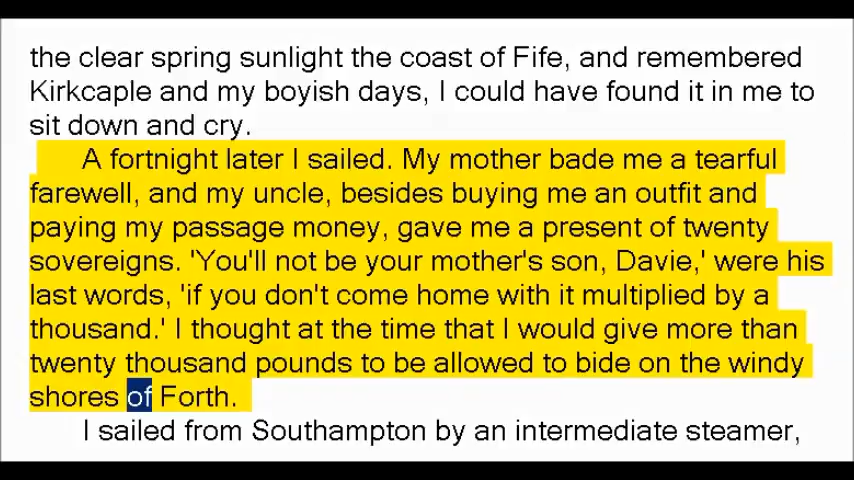 the clear spring sunlight the coast of Fife, and remembered
Kirkcaple and my boyish days, I could have found it in me to
sit down and cry.
A fortnight later I sailed. My mother bade me a tearful
farewell, and my uncle, besides buying me an outfit and
paying my passage money, gave me a present of twenty
sovereigns. 'You'll not be your mother's son, Davie,' were his
last words, 'if you don't come home with it multiplied by a
thousand.' I thought at the time that I would give more than
twenty thousand pounds to be allowed to bide on the windy
shores of Forth.
I sailed from Southampton by an intermediate steamer,